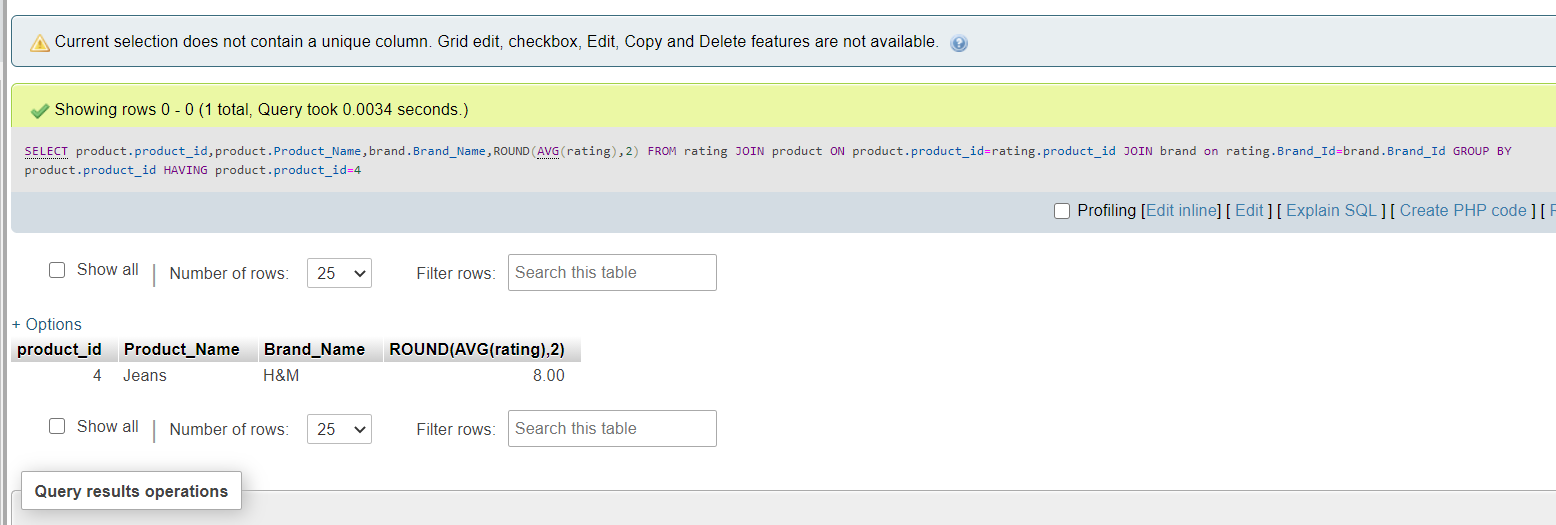 Current selection does not contain a unique column. Grid edit, checkbox, Edit, Copy and Delete features are not available.
Showing rows 0 - 0 (1 total, Query took 0.0034 seconds.)
SELECT product.product_id,product.Product_Name,brand.Brand_Name,ROUND(AVG(rating),2) FROM rating JOIN product ON product.product_id=rating.product_id JOIN brand on rating.Brand_Id=brand.Brand_Id GROUP BY
product.product_id HAVING product.product_id=4
Profiling [Edit inline] [ Edit ] [ Explain SQL ] [ Create PHP code ] [
Show all | Number of rows: 25 Filter rows: Search this table
+ Options
product_id Product_Name Brand_Name ROUND(AVG(rating),2)
4 Jeans H&M 8.00
Show all | Number of rows: 25 Filter rows: Search this table
Query results operations